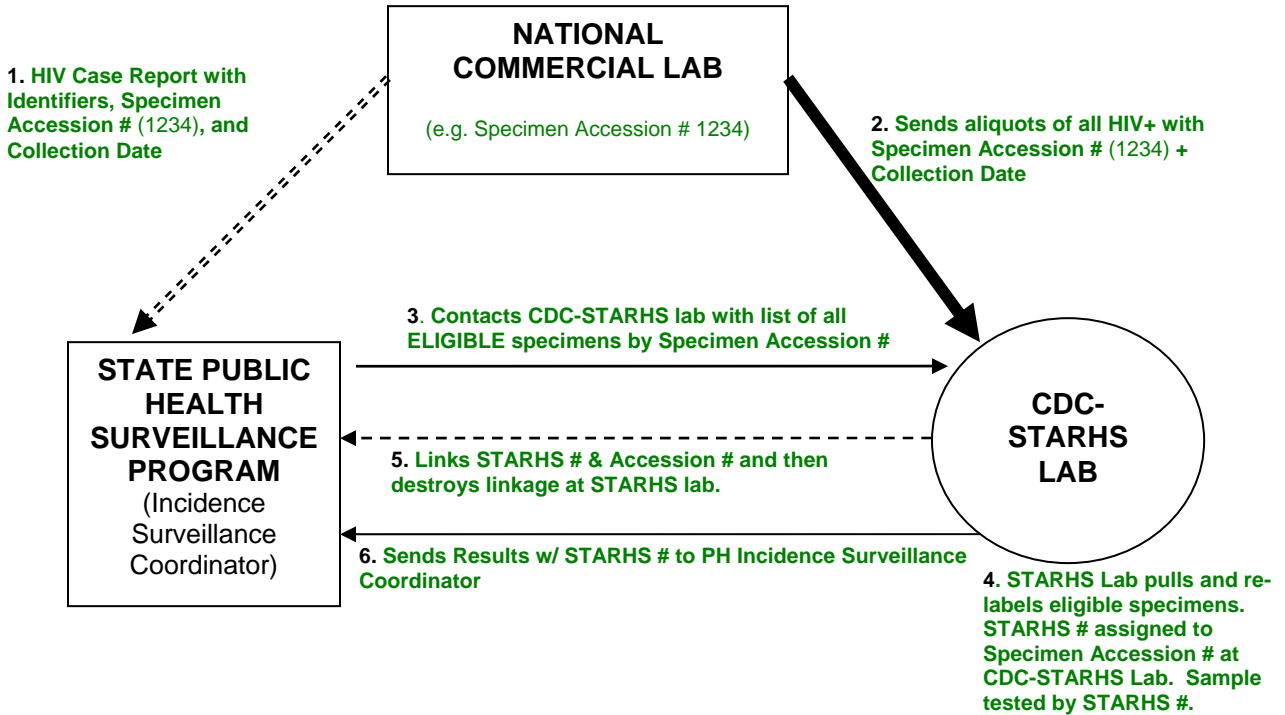 NATIONAL
COMMERCIAL LAB
(e.g. Specimen Accession # 1234)
1. HIV Case Report with
Identifiers, Specimen
Accession # (1234), and
Collection Date
2. Sends aliquots of all HIV+ with
Specimen Accession # (1234) +
Collection Date
3. Contacts CDC-STARHS lab with list of all
ELIGIBLE specimens by Specimen Accession #
STATE PUBLIC
HEALTH
SURVEILLANCE
PROGRAM
(Incidence
Surveillance
Coordinator)
CDC-
STARHS
LAB
5. Links STARHS # & Accession # and then
destroys linkage at STARHS lab.
6. Sends Results w/ STARHS # to PH Incidence Surveillance
Coordinator
4. STARHS Lab pulls and re-
labels eligible specimens.
STARHS # assigned to
Specimen Accession # at
CDC-STARHS Lab.  Sample
tested by STARHS #.